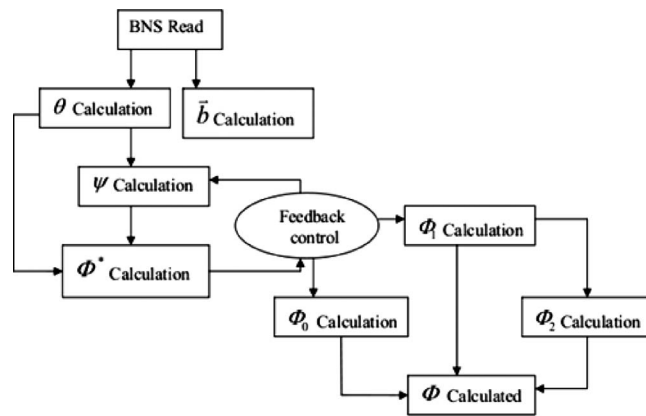 BNS Read
θ Calculation
b⃗ Calculation
ψ Calculation
Feedback
control
Φ₁ Calculation
Φ* Calculation
Φ₀ Calculation
Φ₂ Calculation
Φ Calculated